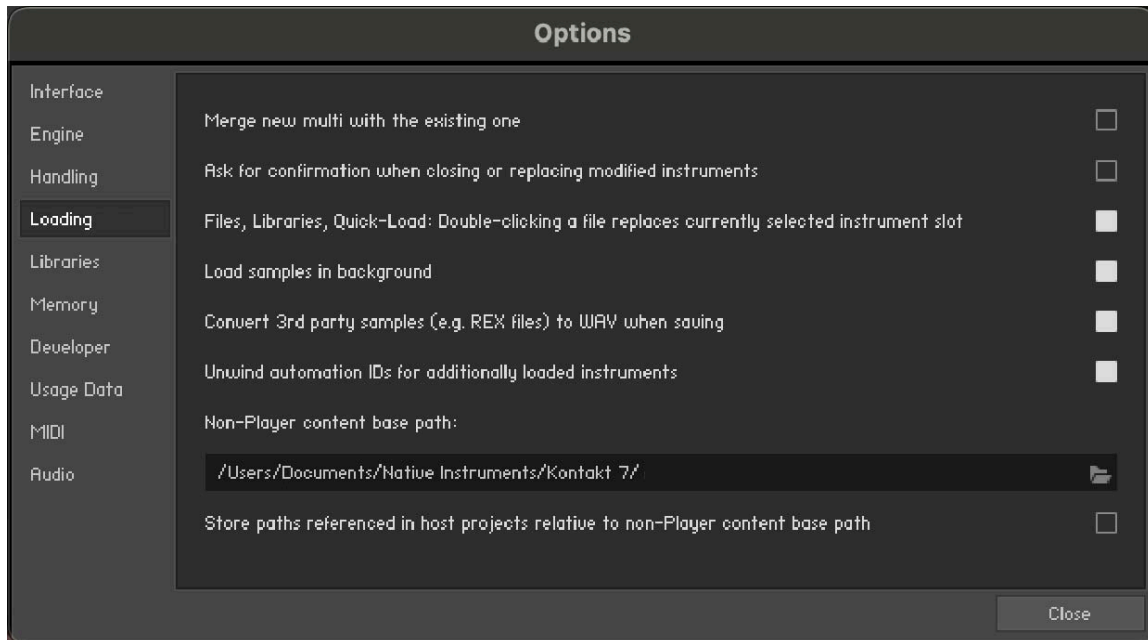 Options
Interface
Engine
Handling
Loading
Libraries
Memory
Developer
Usage Data
MIDI
Audio
Merge new multi with the existing one
Ask for confirmation when closing or replacing modified instruments
Files, Libraries, Quick-Load: Double-clicking a file replaces currently selected instrument slot
Load samples in background
Convert 3rd party samples (e.g. REX files) to WAV when saving
Unwind automation IDs for additionally loaded instruments
Non-Player content base path:
/Users/Documents/Native Instruments/Kontakt 7/
Store paths referenced in host projects relative to non-Player content base path
Close